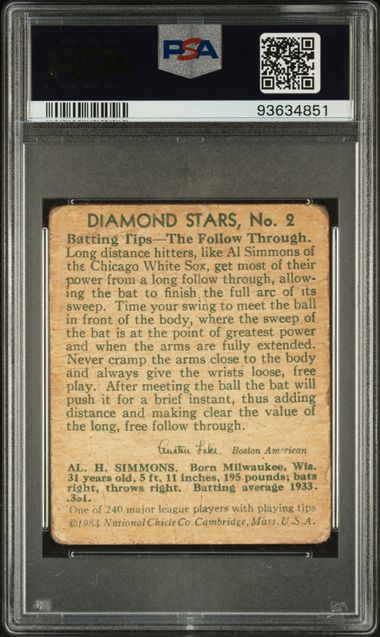 PSA
93634851
DIAMOND STARS, No. 2
Batting Tips—The Follow Through.
Long distance hitters, like Al Simmons of
the Chicago White Sox, get most of their
power from a long follow through, allow-
ing the bat to finish the full arc of its
sweep. Time your swing to meet the ball
in front of the body, where the sweep of
the bat is at the point of greatest power
and when the arms are fully extended.
Never cramp the arms close to the body
and always give the wrists loose, free
play. After meeting the ball the bat will
push it for a brief instant, thus adding
distance and making clear the value of
the long, free follow through.
Austen Lake Boston American
AL. H. SIMMONS. Born Milwaukee, Wis.
31 years old, 5 ft. 11 inches, 195 pounds; bats
right, throws right. Batting average 1933
.331.
One of 240 major league players with playing tips
©1934 National Chicle Co. Cambridge, Mass. U.S.A.